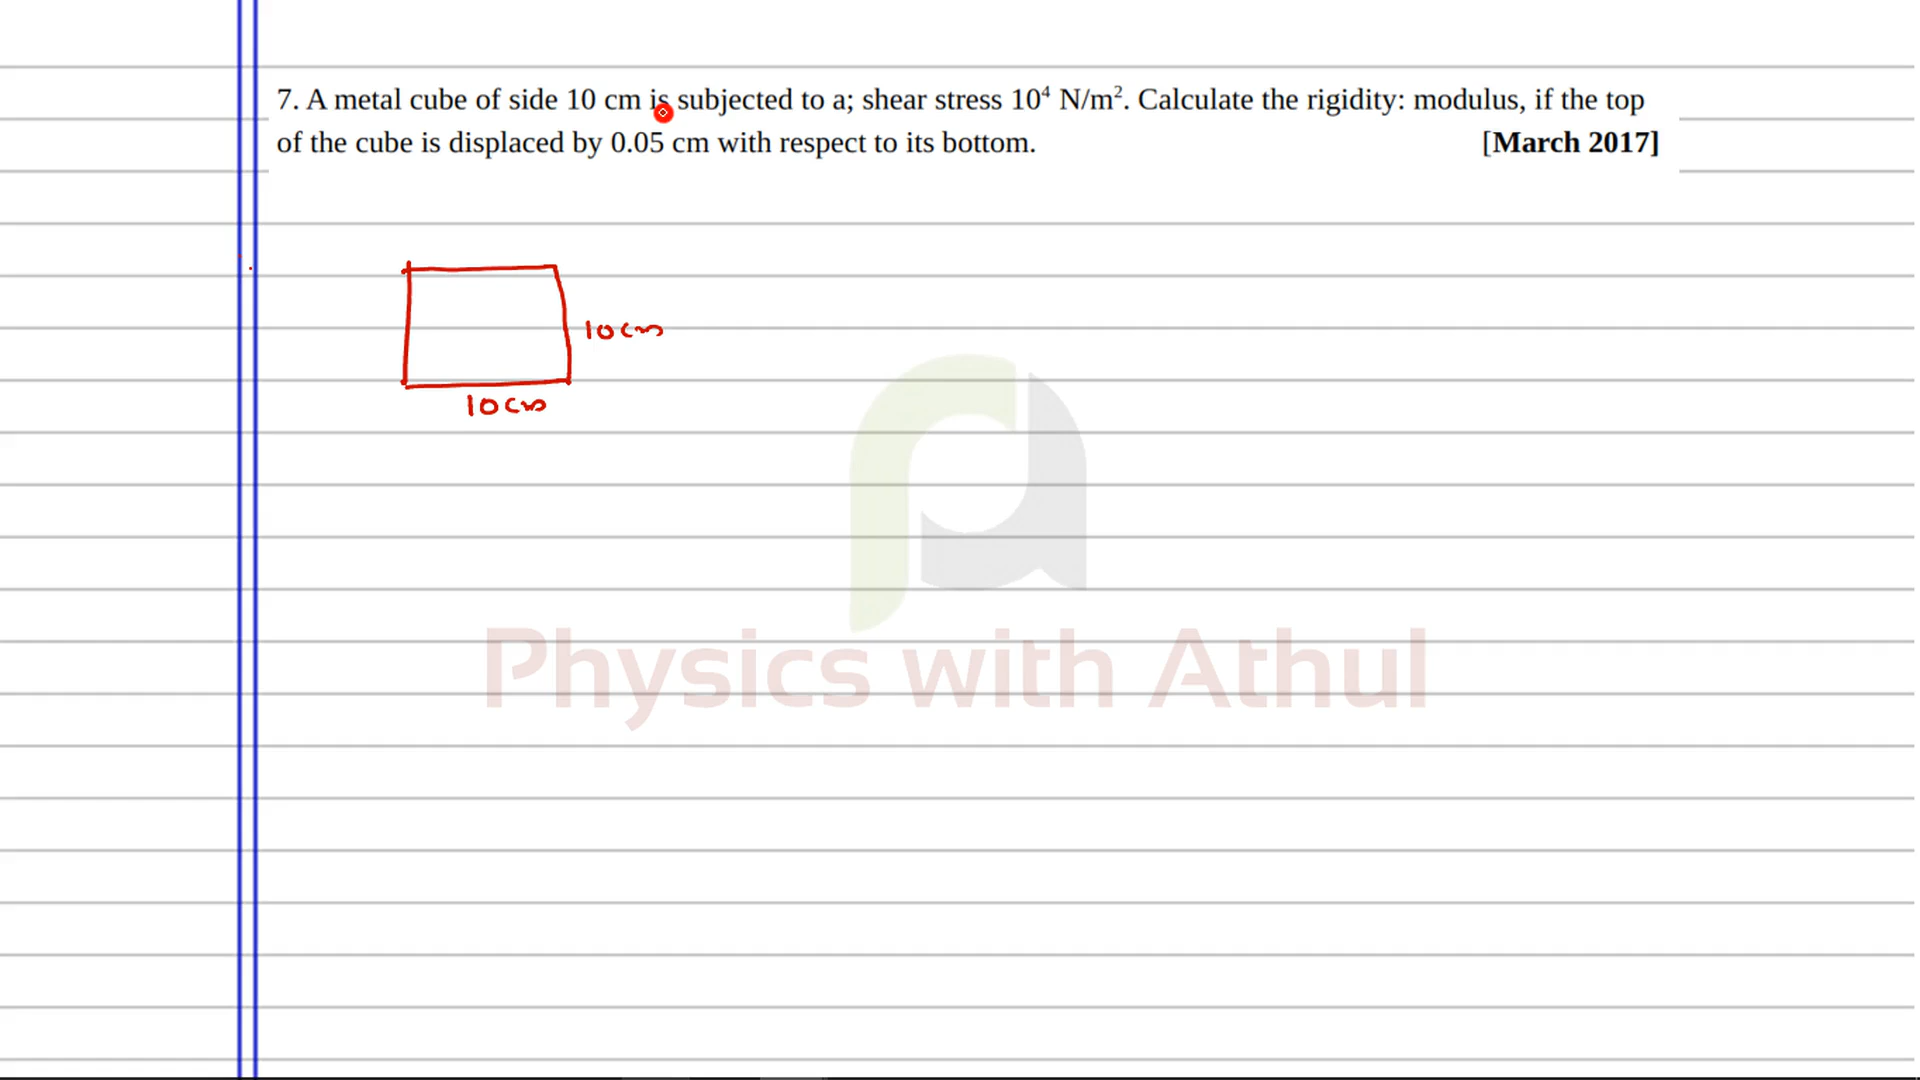 7. A metal cube of side 10 cm is subjected to a; shear stress 10⁴ N/m². Calculate the rigidity: modulus, if the top
of the cube is displaced by 0.05 cm with respect to its bottom. [March 2017]
10cm
10cm
Physics with Athul